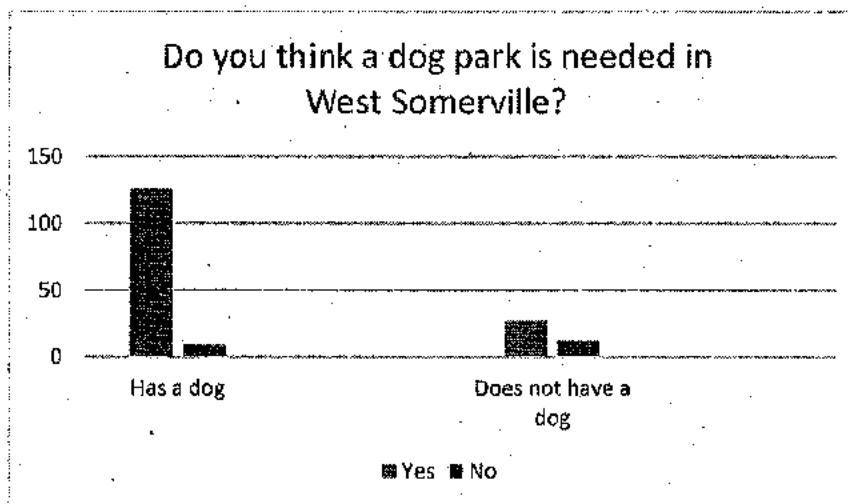 Do you think a dog park is needed in
West Somerville?
150
100
50
0
Has a dog
Does not have a
dog
Yes No